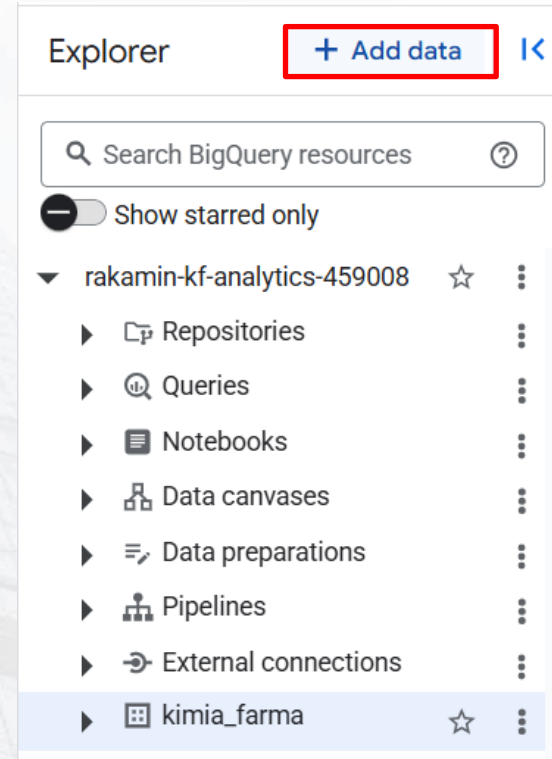 Explorer + Add data
Search BigQuery resources
Show starred only
rakamin-kf-analytics-459008
Repositories
Queries
Notebooks
Data canvases
Data preparations
Pipelines
External connections
kimia_farma